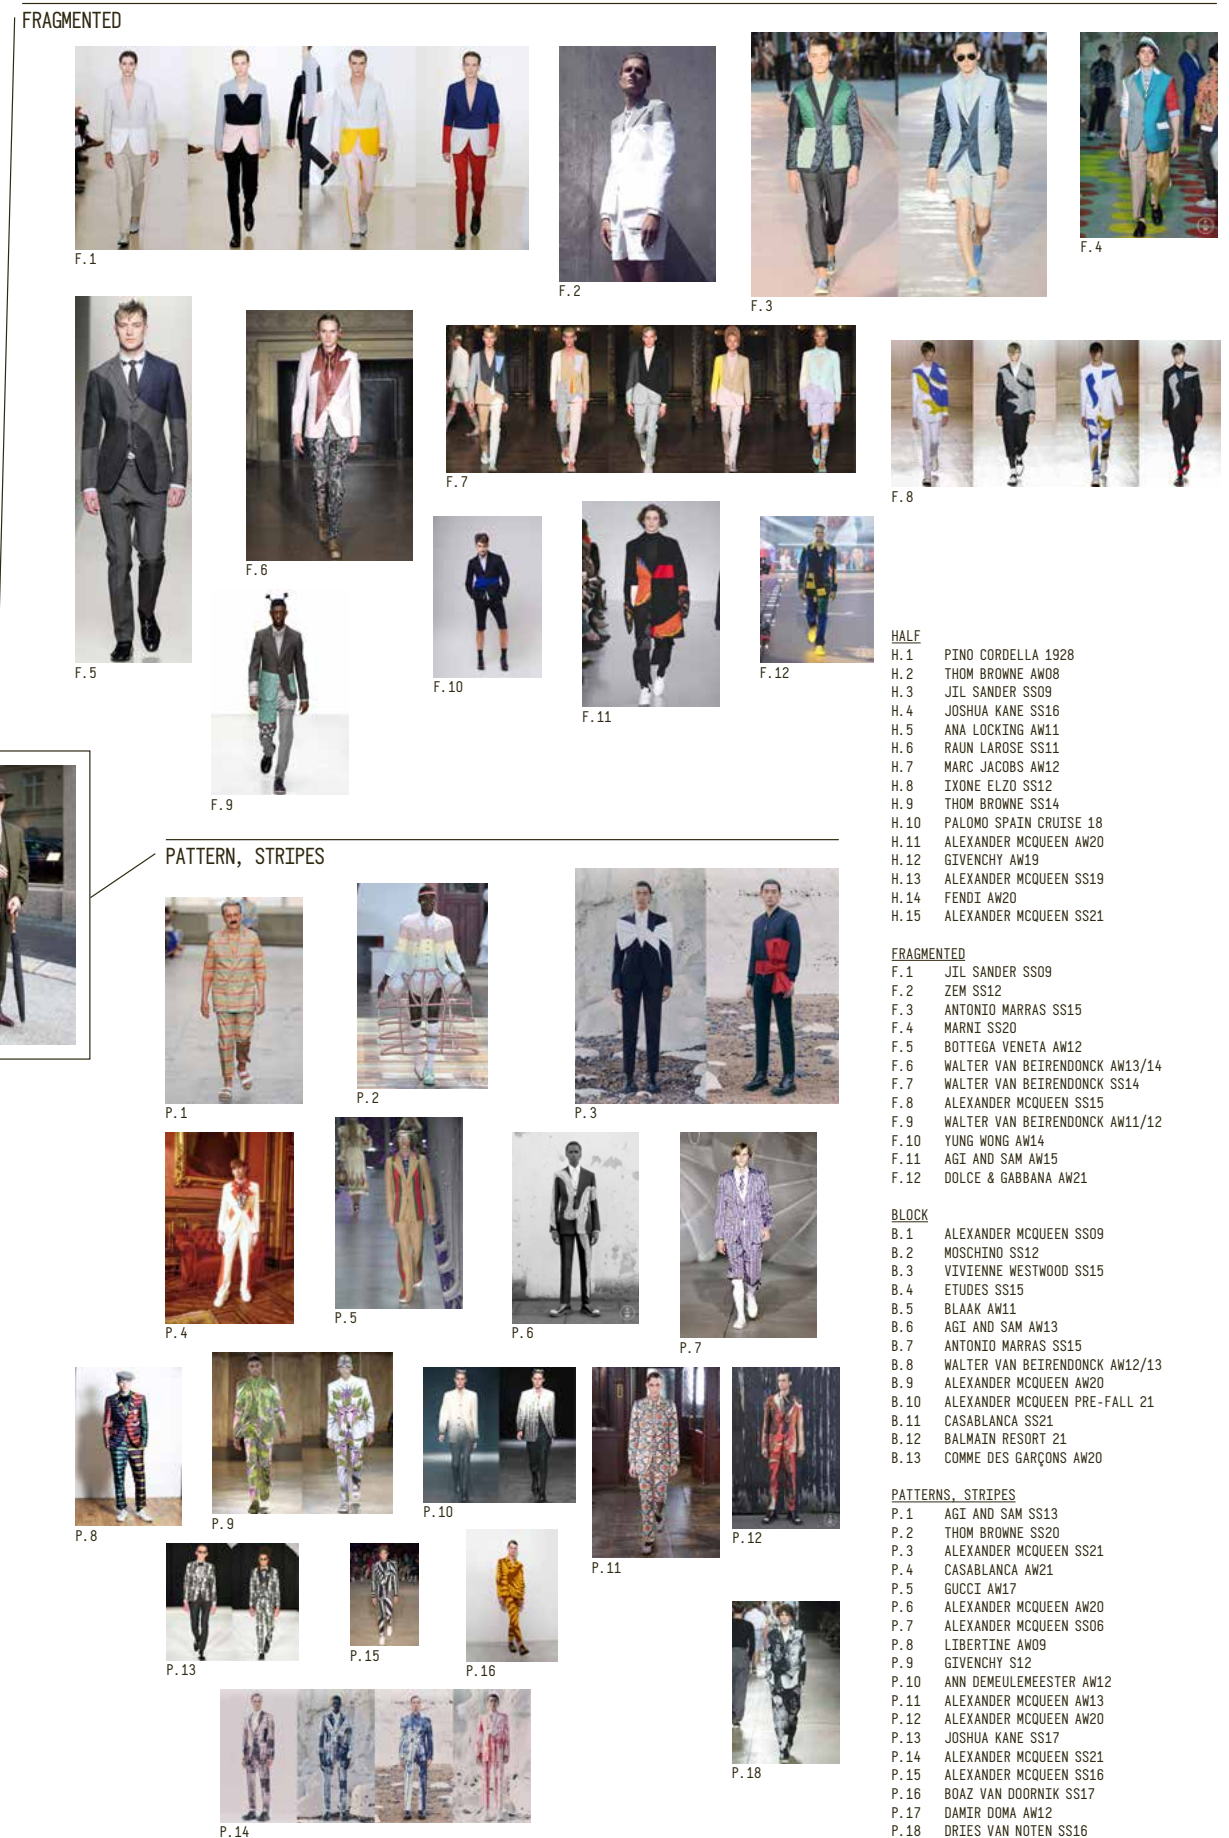 FRAGMENTED
F.1
F.2
F.3
F.4
F.5
F.6
F.7
F.8
F.9
F.10
F.11
F.12
PATTERN, STRIPES
P.1
P.2
P.3
P.4
P.5
P.6
P.7
P.8
P.9
P.10
P.11
P.12
P.13
P.15
P.16
P.14
P.18
HALF
H.1 PINO CORDELLA 1928
H.2 THOM BROWNE AW08
H.3 JIL SANDER SS09
H.4 JOSHUA KANE SS16
H.5 ANA LOCKING AW11
H.6 RAUN LAROSE SS11
H.7 MARC JACOBS AW12
H.8 IXONE ELZO SS12
H.9 THOM BROWNE SS14
H.10 PALOMO SPAIN CRUISE 18
H.11 ALEXANDER MCQUEEN AW20
H.12 GIVENCHY AW19
H.13 ALEXANDER MCQUEEN SS19
H.14 FENDI AW20
H.15 ALEXANDER MCQUEEN SS21
FRAGMENTED
F.1 JIL SANDER SS09
F.2 ZEM SS12
F.3 ANTONIO MARRAS SS15
F.4 MARNI SS20
F.5 BOTTEGA VENETA AW12
F.6 WALTER VAN BEIRENDONCK AW13/14
F.7 WALTER VAN BEIRENDONCK SS14
F.8 ALEXANDER MCQUEEN SS15
F.9 WALTER VAN BEIRENDONCK AW11/12
F.10 YUNG WONG AW14
F.11 AGI AND SAM AW15
F.12 DOLCE & GABBANA AW21
BLOCK
B.1 ALEXANDER MCQUEEN SS09
B.2 MOSCHINO SS12
B.3 VIVIENNE WESTWOOD SS15
B.4 ETUDES SS15
B.5 BLAAK AW11
B.6 AGI AND SAM AW13
B.7 ANTONIO MARRAS SS15
B.8 WALTER VAN BEIRENDONCK AW12/13
B.9 ALEXANDER MCQUEEN AW20
B.10 ALEXANDER MCQUEEN PRE-FALL 21
B.11 CASABLANCA SS21
B.12 BALMAIN RESORT 21
B.13 COMME DES GARÇONS AW20
PATTERNS, STRIPES
P.1 AGI AND SAM SS13
P.2 THOM BROWNE SS20
P.3 ALEXANDER MCQUEEN SS21
P.4 CASABLANCA AW21
P.5 GUCCI AW17
P.6 ALEXANDER MCQUEEN AW20
P.7 ALEXANDER MCQUEEN SS06
P.8 LIBERTINE AW09
P.9 GIVENCHY S12
P.10 ANN DEMEULEMEESTER AW12
P.11 ALEXANDER MCQUEEN AW13
P.12 ALEXANDER MCQUEEN AW20
P.13 JOSHUA KANE SS17
P.14 ALEXANDER MCQUEEN SS21
P.15 ALEXANDER MCQUEEN SS16
P.16 BOAZ VAN DOORNIK SS17
P.17 DAMIR DOMA AW12
P.18 DRIES VAN NOTEN SS16